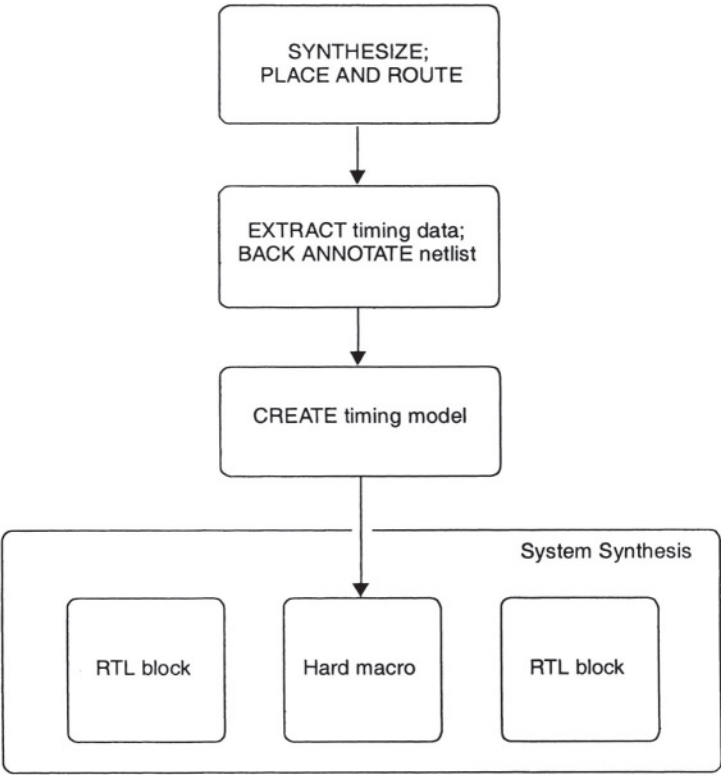 SYNTHESIZE;
PLACE AND ROUTE
EXTRACT timing data;
BACK ANNOTATE netlist
CREATE timing model
System Synthesis
RTL block
Hard macro
RTL block